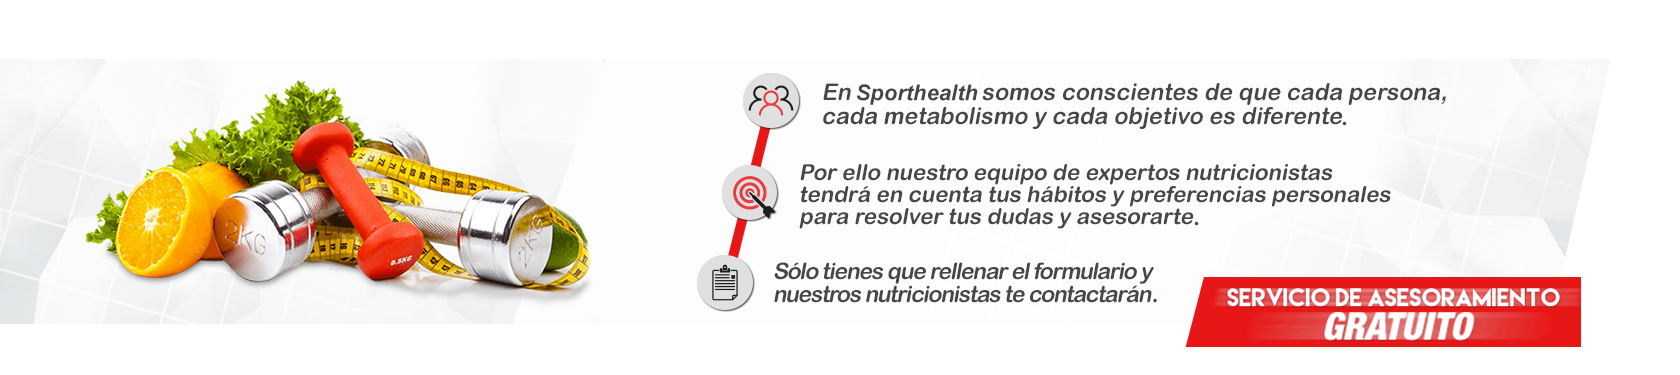 En Sporthealth somos conscientes de que cada persona,
cada metabolismo y cada objetivo es diferente.
Por ello nuestro equipo de expertos nutricionistas
tendrá en cuenta tus hábitos y preferencias personales
para resolver tus dudas y asesorarte.
Sólo tienes que rellenar el formulario y
nuestros nutricionistas te contactarán.
SERVICIO DE ASESORAMIENTO
GRATUITO
2KG
0.5KG
2KG